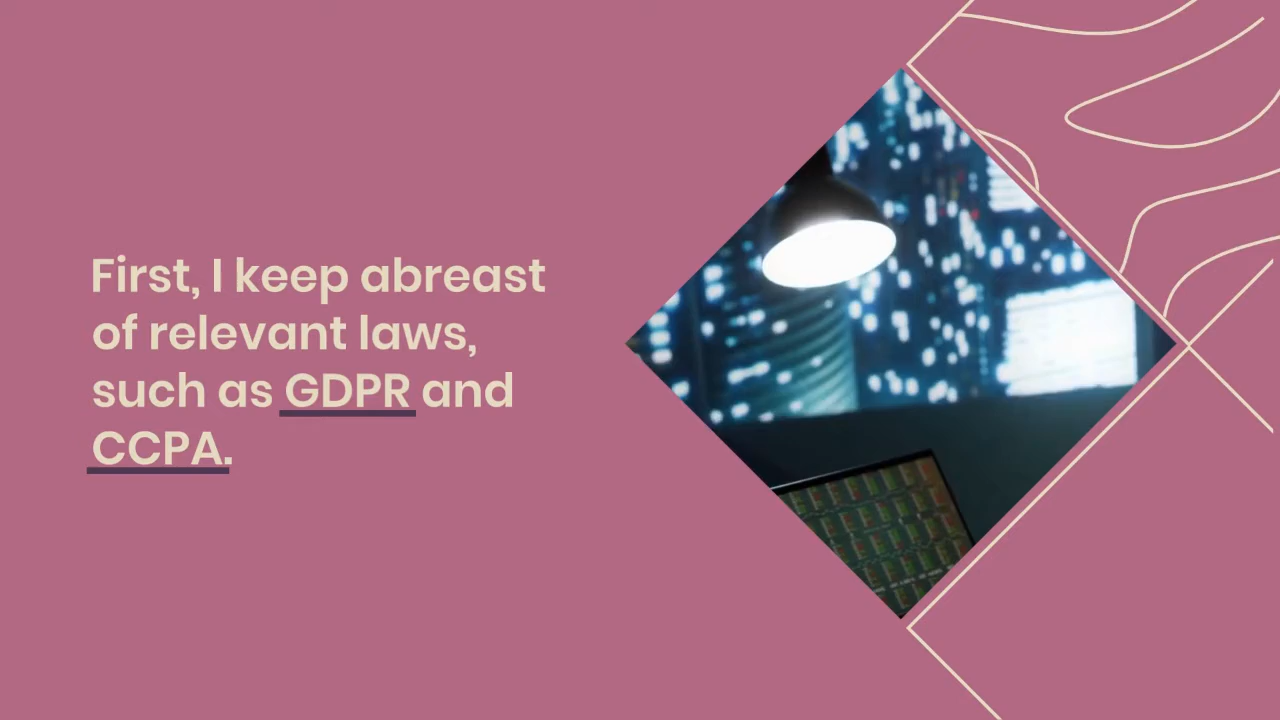 First, I keep abreast
of relevant laws,
such as GDPR and
CCPA.